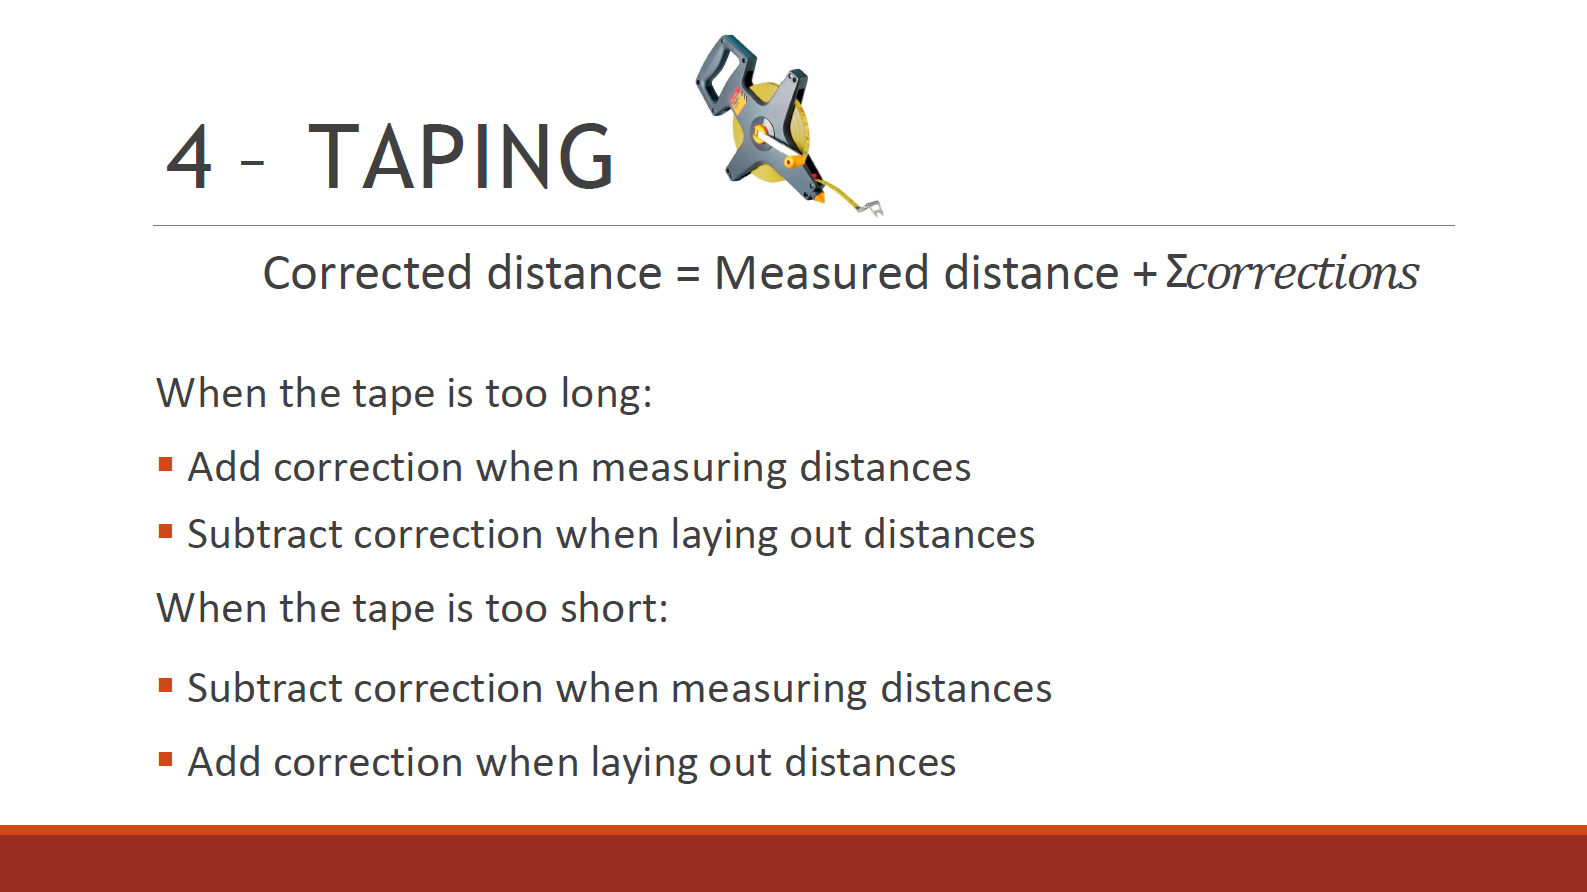 4 – TAPING
Corrected distance = Measured distance + Σcorrections
When the tape is too long:
▪ Add correction when measuring distances
▪ Subtract correction when laying out distances
When the tape is too short:
▪ Subtract correction when measuring distances
▪ Add correction when laying out distances